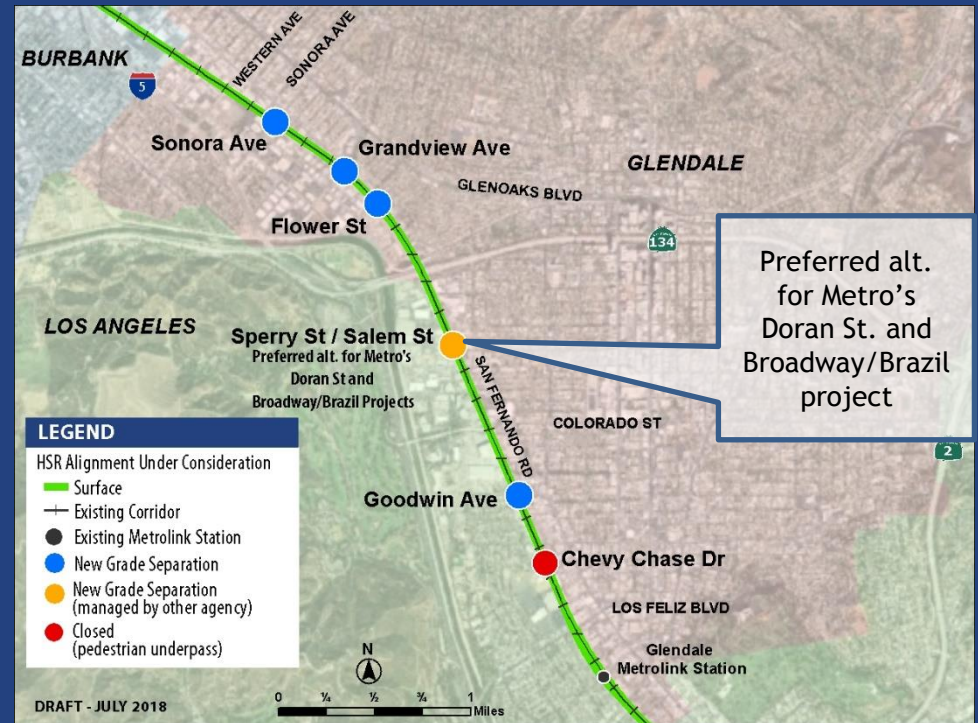 BURBANK
5
WESTERN AVE
SONORA AVE
Sonora Ave
Grandview Ave
GLENDALE
GLENOAKS BLVD
Flower St
134
LOS ANGELES
Sperry St / Salem St
Preferred alt. for Metro's
Doran St and
Broadway/Brazil Projects
Preferred alt.
for Metro’s
Doran St. and
Broadway/Brazil
project
SAN FERNANDO RD
COLORADO ST
2
Goodwin Ave
Chevy Chase Dr
LOS FELIZ BLVD
Glendale
Metrolink Station
LEGEND
HSR Alignment Under Consideration
Surface
Existing Corridor
Existing Metrolink Station
New Grade Separation
New Grade Separation
(managed by other agency)
Closed
(pedestrian underpass)
DRAFT - JULY 2018
N
0 ¼ ½ ¾ 1
Miles